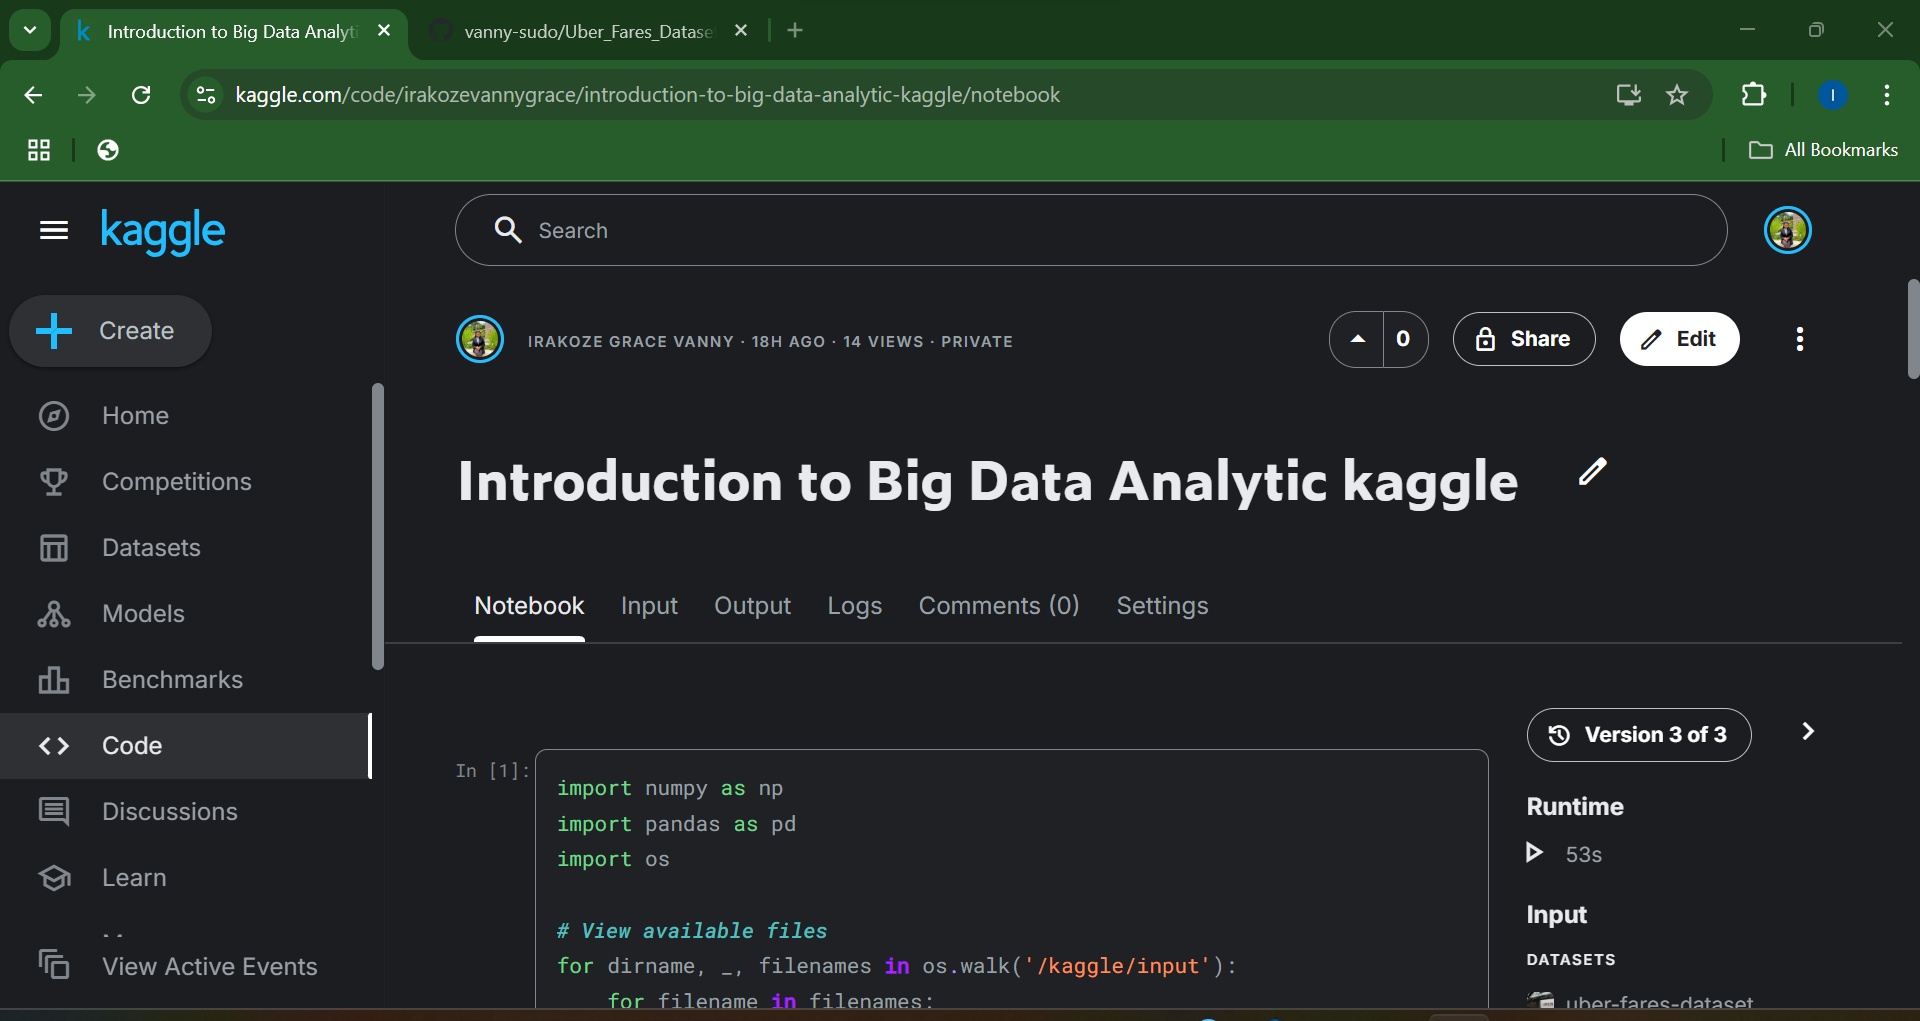 Introduction to Big Data Analyti
vanny-sudo/Uber_Fares_Datase
kaggle.com/code/irakozevannygrace/introduction-to-big-data-analytic-kaggle/notebook
I
All Bookmarks
kaggle
Search
Create
IRAKOZE GRACE VANNY · 18H AGO · 14 VIEWS · PRIVATE
0
Share
Edit
Home
Competitions
Datasets
Models
Benchmarks
Code
Discussions
Learn
View Active Events
Introduction to Big Data Analytic kaggle
Notebook Input Output Logs Comments (0) Settings
In [1]:
import numpy as np
import pandas as pd
import os
# View available files
for dirname, _, filenames in os.walk('/kaggle/input'):
for filename in filenames:
Version 3 of 3
Runtime
53s
Input
DATASETS
uber-fares-dataset